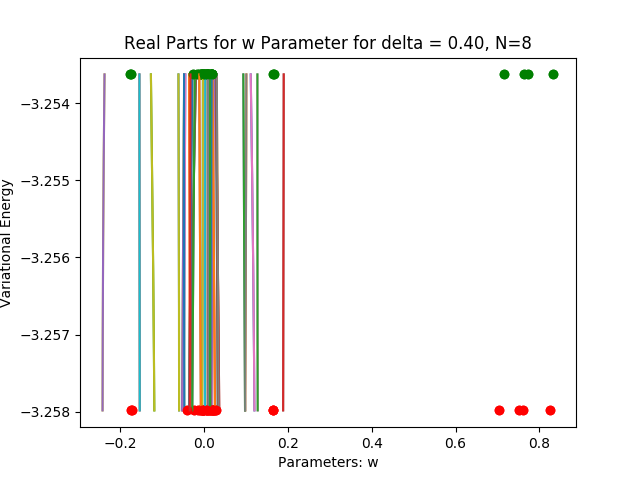 Real Parts for w Parameter for delta = 0.40, N=8
Variational Energy
−3.254
−3.255
−3.256
−3.257
−3.258
−0.2 0.0 0.2 0.4 0.6 0.8
Parameters: w